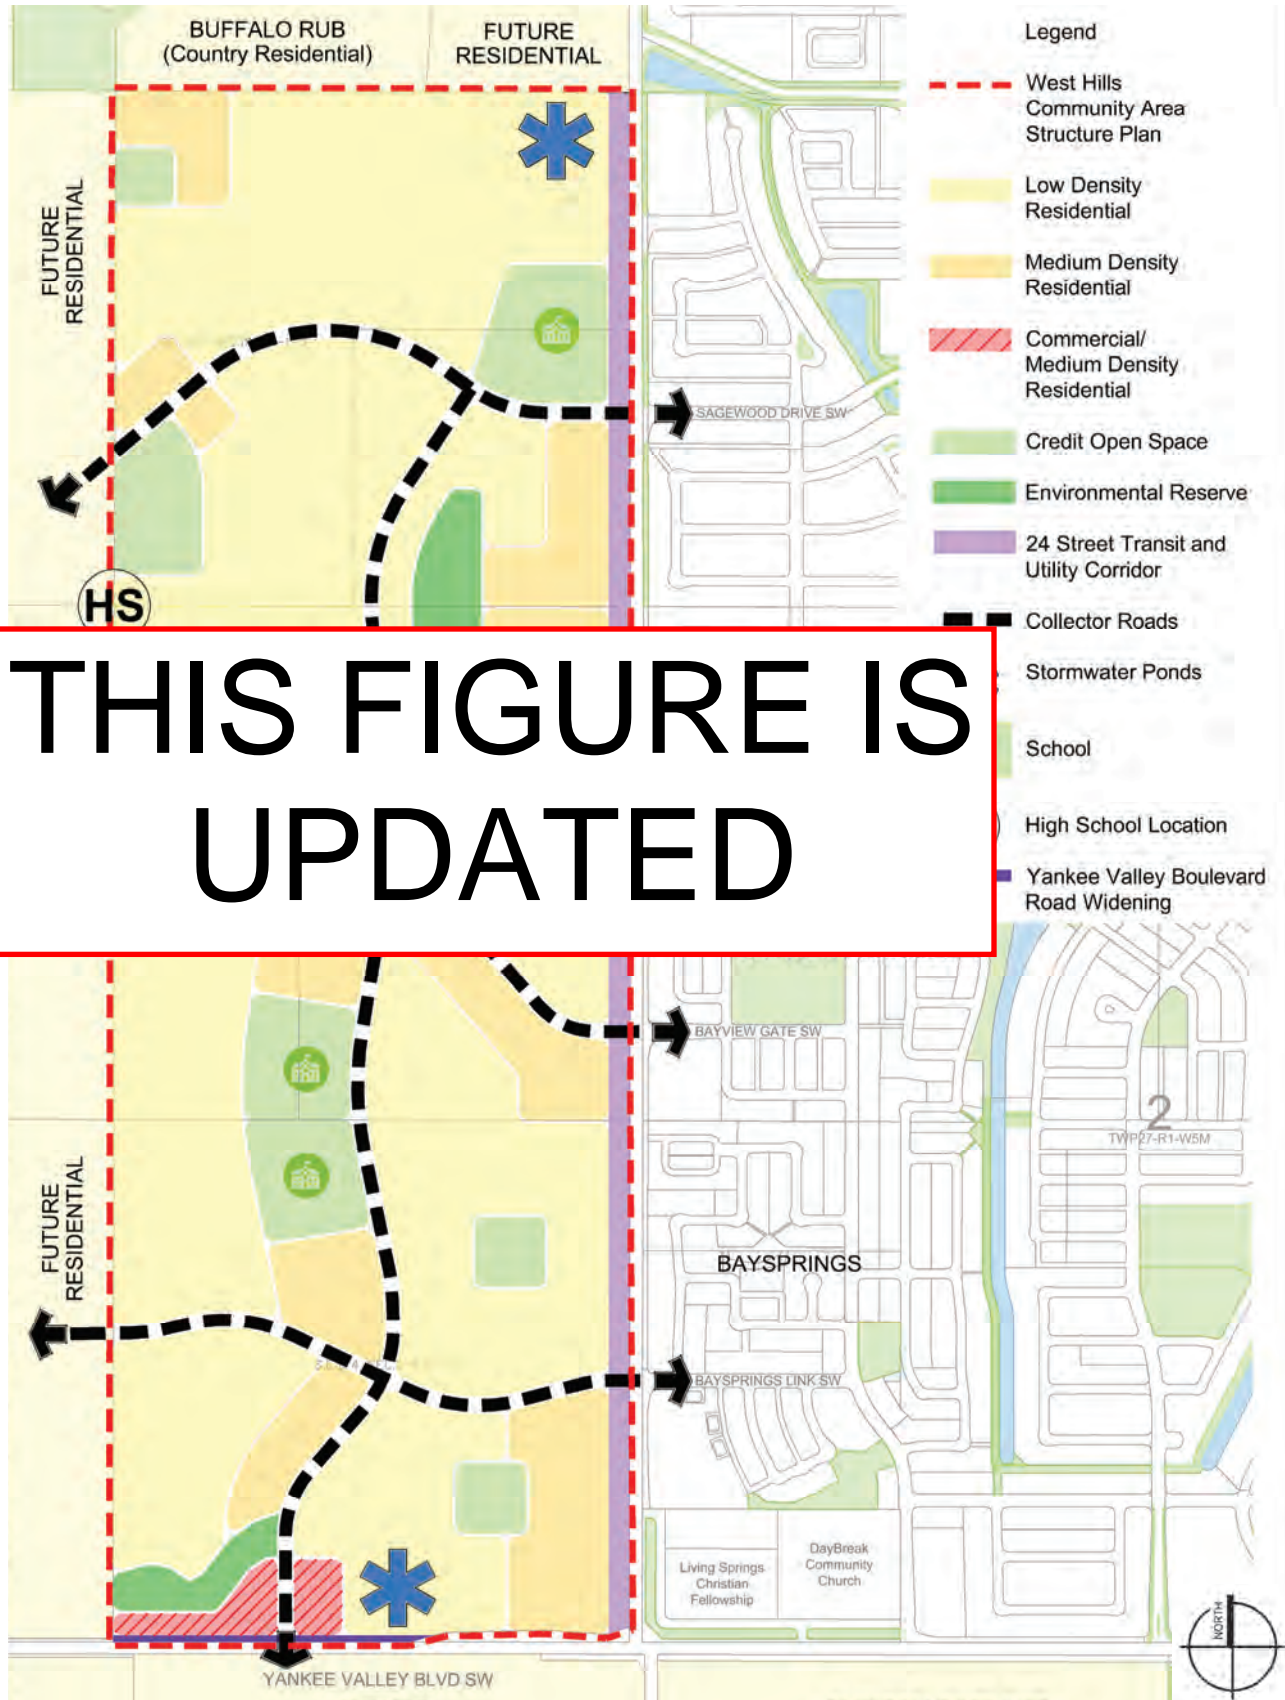 BUFFALO RUB
(Country Residential)
FUTURE
RESIDENTIAL
Legend
West Hills
Community Area
Structure Plan
Low Density
Residential
Medium Density
Residential
Commercial/
Medium Density
Residential
Credit Open Space
Environmental Reserve
24 Street Transit and
Utility Corridor
Collector Roads
Stormwater Ponds
School
High School Location
Yankee Valley Boulevard
Road Widening
FUTURE
RESIDENTIAL
SAGEWOOD DRIVE SW
HS
THIS FIGURE IS
UPDATED
BAYVIEW GATE SW
2
TWP27-R1-W5M
FUTURE
RESIDENTIAL
BAYSPRINGS
BAYSPRINGS LINK SW
Living Springs
Christian
Fellowship
DayBreak
Community
Church
NORTH
YANKEE VALLEY BLVD SW